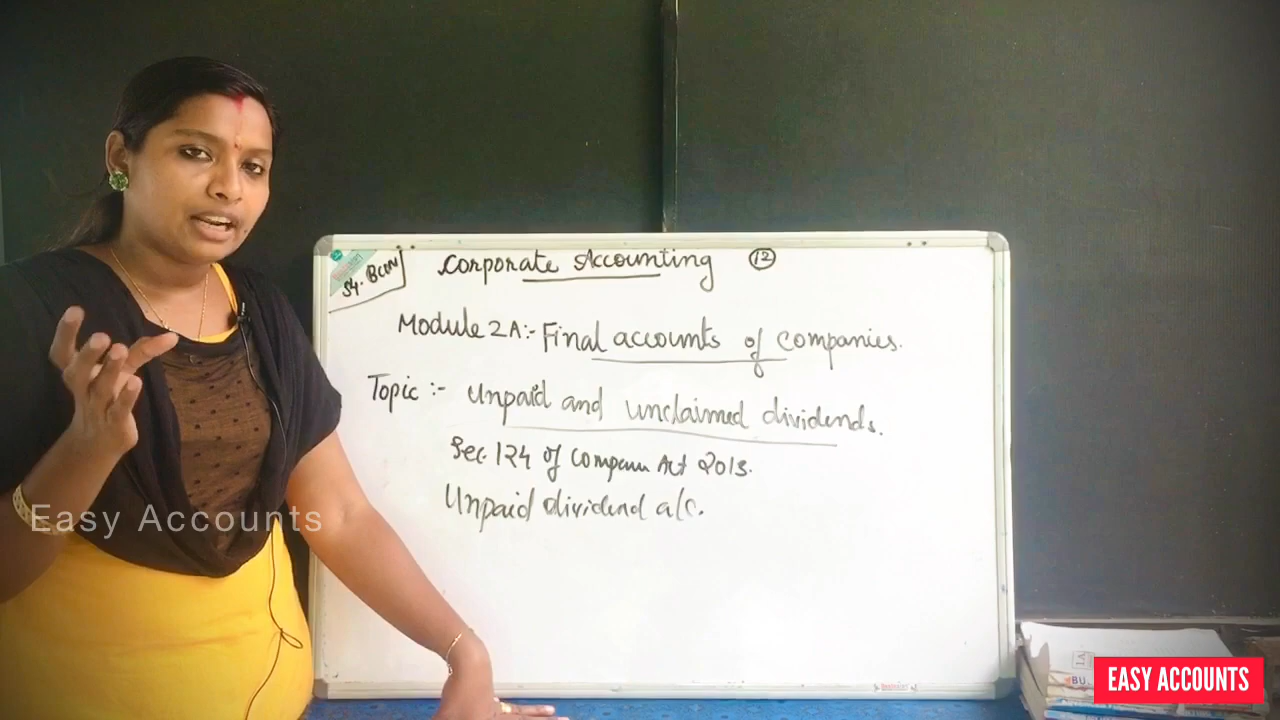 S4. BCom
Corporate Accounting 12
Module 2A:- Final accounts of companies.
Topic :- Unpaid and unclaimed dividends.
Sec. 124 of Act 2013.
Unpaid dividend a/c.
Easy Accounts
EASY ACCOUNTS